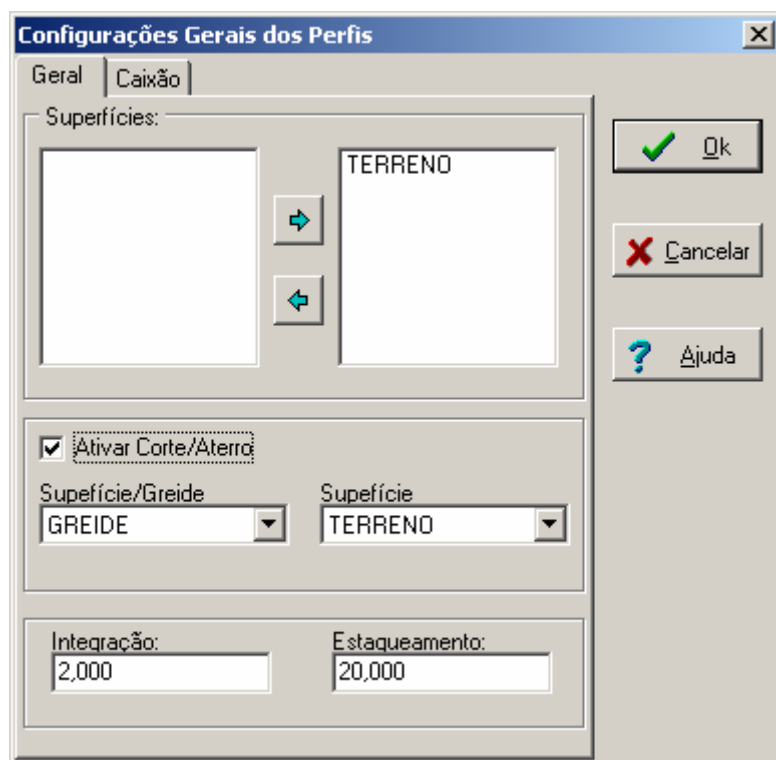 Configurações Gerais dos Perfis
Geral
Caixão
Superfícies:
TERRENO
Ok
Cancelar
Ajuda
Ativar Corte/Aterro
Supefície/Greide
Supefície
GREIDE
TERRENO
Integração:
Estaqueamento:
2,000
20,000